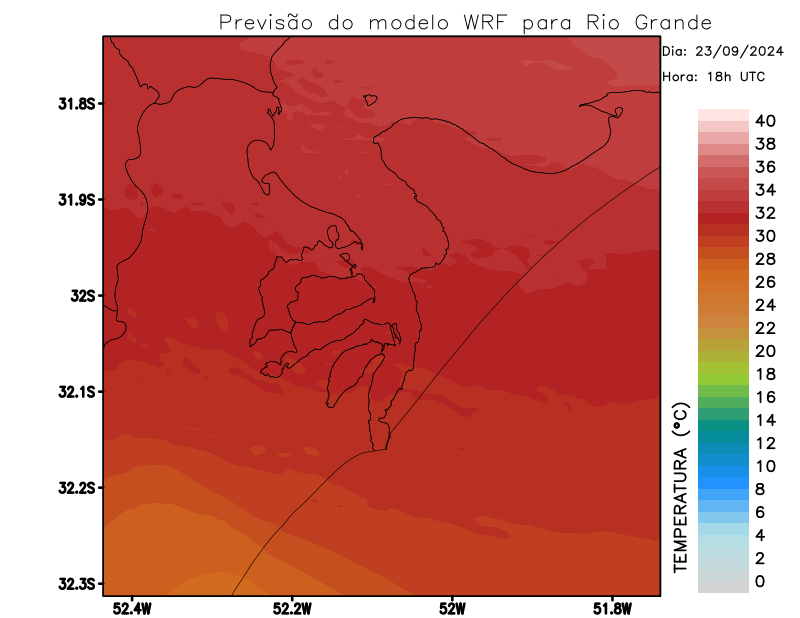 Previsão do modelo WRF para Rio Grande
Dia: 23/09/2024
Hora: 18h UTC
31.8S
31.9S
32S
32.1S
32.2S
32.3S
52.4W
52.2W
52W
51.8W
TEMPERATURA (°C)
40
38
36
34
32
30
28
26
24
22
20
18
16
14
12
10
8
6
4
2
0